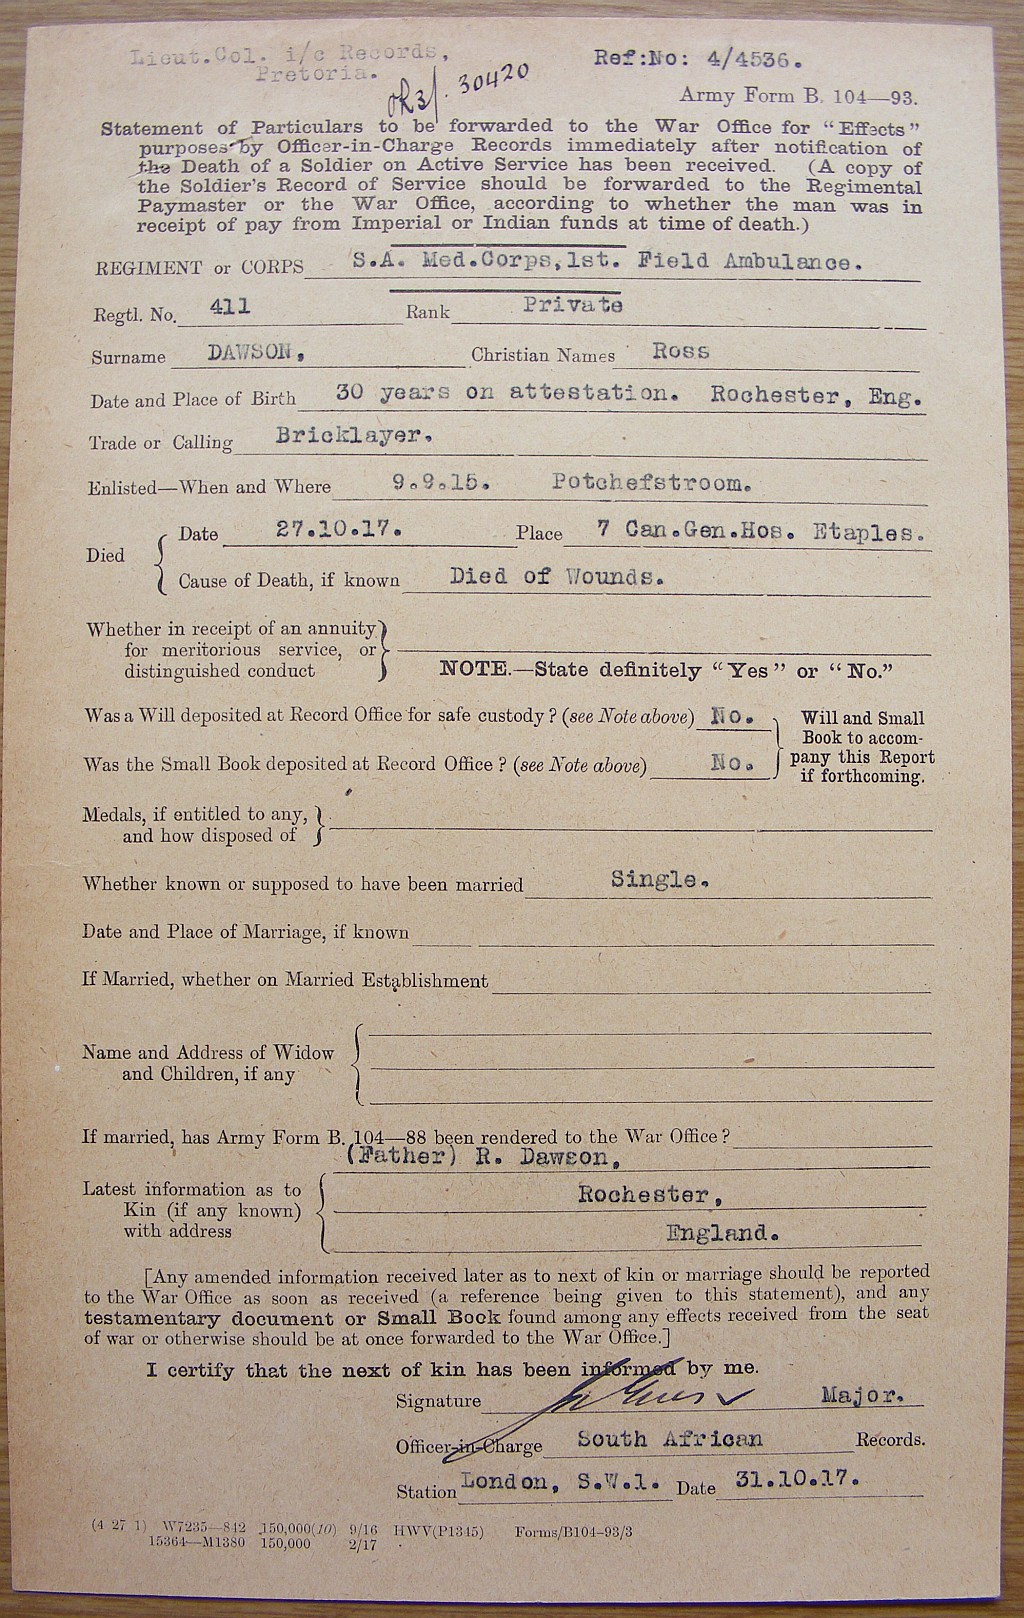 Lieut.Col. i/c Records,
Pretoria.
Ref:No: 4/4536.
30420
Army Form B. 104—93.
Statement of Particulars to be forwarded to the War Office for “Effects”
purposes by Officer-in-Charge Records immediately after notification of
the Death of a Soldier on Active Service has been received. (A copy of
the Soldier's Record of Service should be forwarded to the Regimental
Paymaster or the War Office, according to whether the man was in
receipt of pay from Imperial or Indian funds at time of death.)
REGIMENT or CORPS S.A. Med.Corps,1st. Field Ambulance.
Regtl. No. 411 Rank Private
Surname DAWSON, Christian Names Ross
Date and Place of Birth 30 years on attestation. Rochester, Eng.
Trade or Calling Bricklayer.
Enlisted—When and Where 9.9.15. Potchefstroom.
Died Date 27.10.17. Place 7 Can.Gen.Hos. Etaples.
Cause of Death, if known Died of Wounds.
Whether in receipt of an annuity
for meritorious service, or
distinguished conduct
NOTE.—State definitely “Yes” or “No.”
Was a Will deposited at Record Office for safe custody? (see Note above) No.
Was the Small Book deposited at Record Office? (see Note above) No.
Will and Small
Book to accom-
pany this Report
if forthcoming.
Medals, if entitled to any,
and how disposed of
Whether known or supposed to have been married Single.
Date and Place of Marriage, if known
If Married, whether on Married Establishment
Name and Address of Widow
and Children, if any
If married, has Army Form B. 104—88 been rendered to the War Office?
(Father) R. Dawson,
Latest information as to
Kin (if any known)
with address
Rochester,
England.
[Any amended information received later as to next of kin or marriage should be reported
to the War Office as soon as received (a reference being given to this statement), and any
testamentary document or Small Book found among any effects received from the seat
of war or otherwise should be at once forwarded to the War Office.]
I certify that the next of kin has been informed by me.
Signature Major.
Officer-in-Charge South African Records.
Station London, S.W.1. Date 31.10.17.
(4 27 1) W7235—842 150,000(10) 9/16 HWV(P1345) Forms/B104-93/3
15364—M1380 150,000 2/17